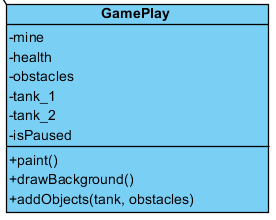 GamePlay
-mine
-health
-obstacles
-tank_1
-tank_2
-isPaused
+paint()
+drawBackground()
+addObjects(tank, obstacles)